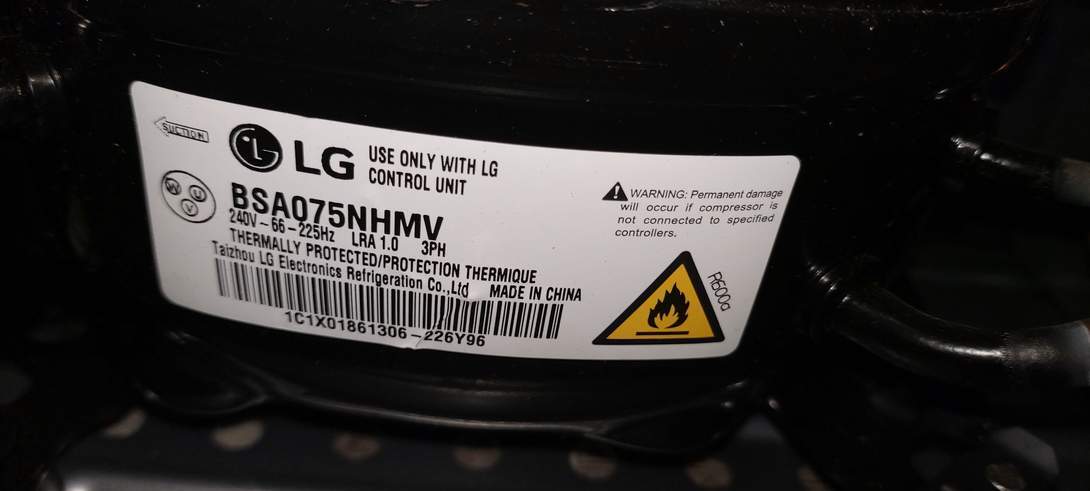 SUCTION
LG USE ONLY WITH LG
CONTROL UNIT
W U
V
BSA075NHMV
240V-66-225Hz LRA 1.0 3PH
THERMALLY PROTECTED/PROTECTION THERMIQUE
Taizhou LG Electronics Refrigeration Co.,Ltd MADE IN CHINA
1C1X01861306-226Y96
WARNING: Permanent damage
will occur if compressor is
not connected to specified
controllers.
R600a